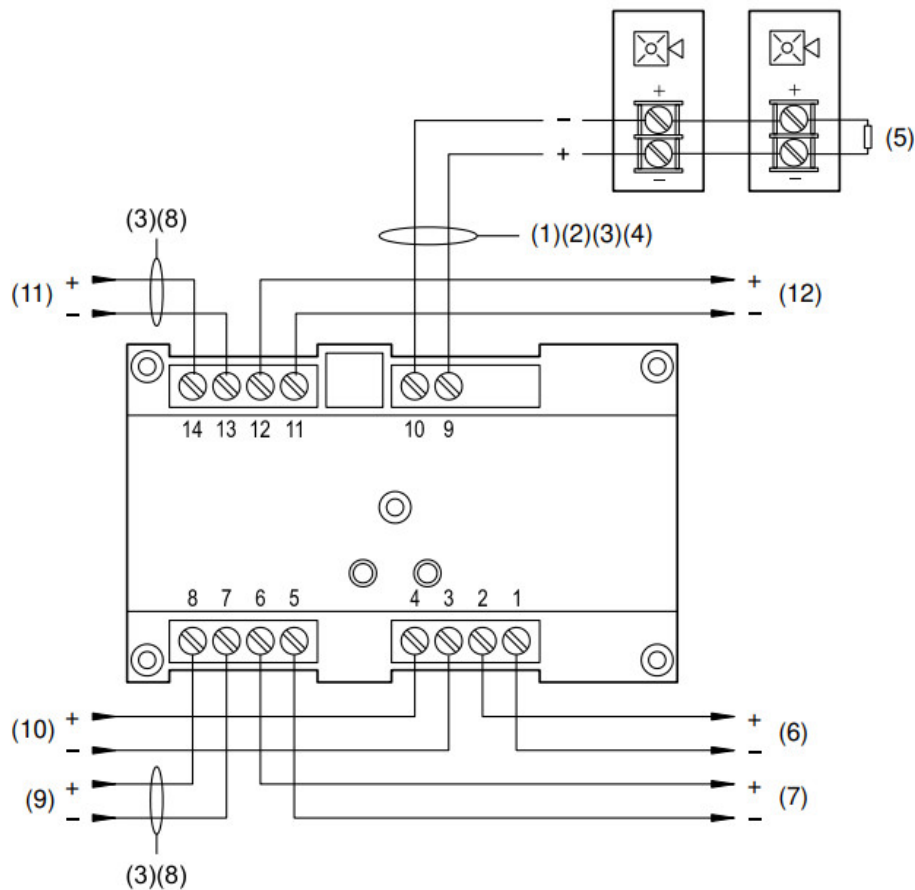 + +
(5)
−
+
− −
(3)(8)
(1)(2)(3)(4)
(11) + + (12)
− −
14 13 12 11 10 9
8 7 6 5 4 3 2 1
(10) + + (6)
− −
(9) + + (7)
− −
(3)(8)